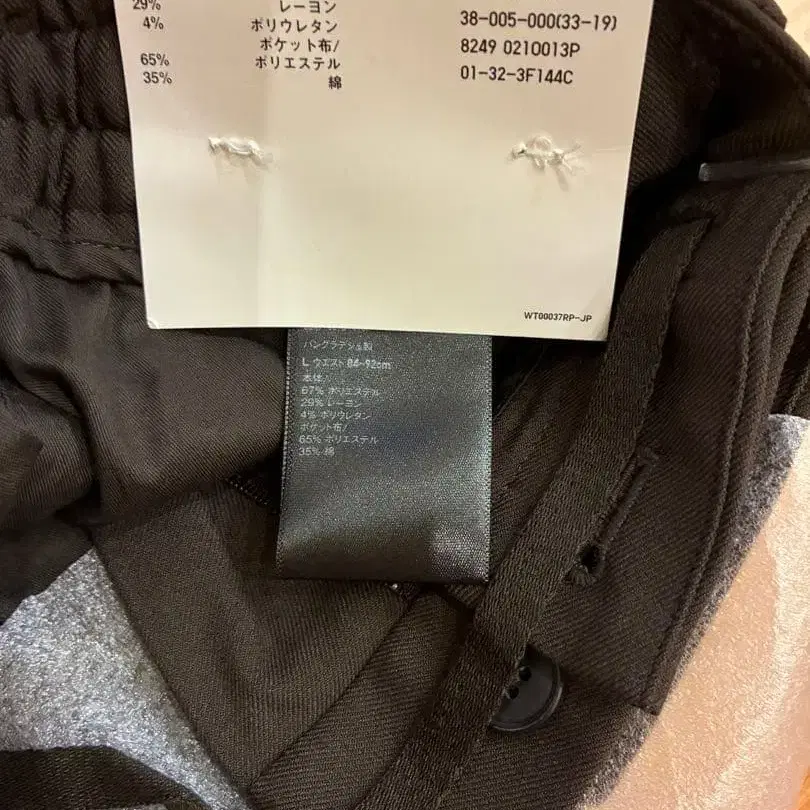 29% レーヨン
4% ポリウレタン
ポケット布/
65% ポリエステル
35% 綿
38-005-000(33-19)
8249 0210013P
01-32-3F144C
WT00037RP-JP
バングラデシュ製
L ウエスト 84-92cm
本体
67% ポリエステル
29% レーヨン
4% ポリウレタン
ポケット布/
65% ポリエステル
35% 綿